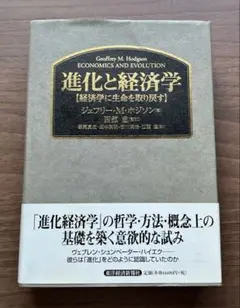 Geoffrey M. Hodgson
ECONOMICS AND EVOLUTION
進化と経済学
【経済学に生命を取り戻す】
ジェフリー・M・ホジソン
西部 忠
「進化経済学」の哲学・方法・概念上の
基礎を築く意欲的な試み
ヴェブレン・シュンペーター・ハイエク──
彼らは「進化」をどのように認識していたのか
東洋経済新報社